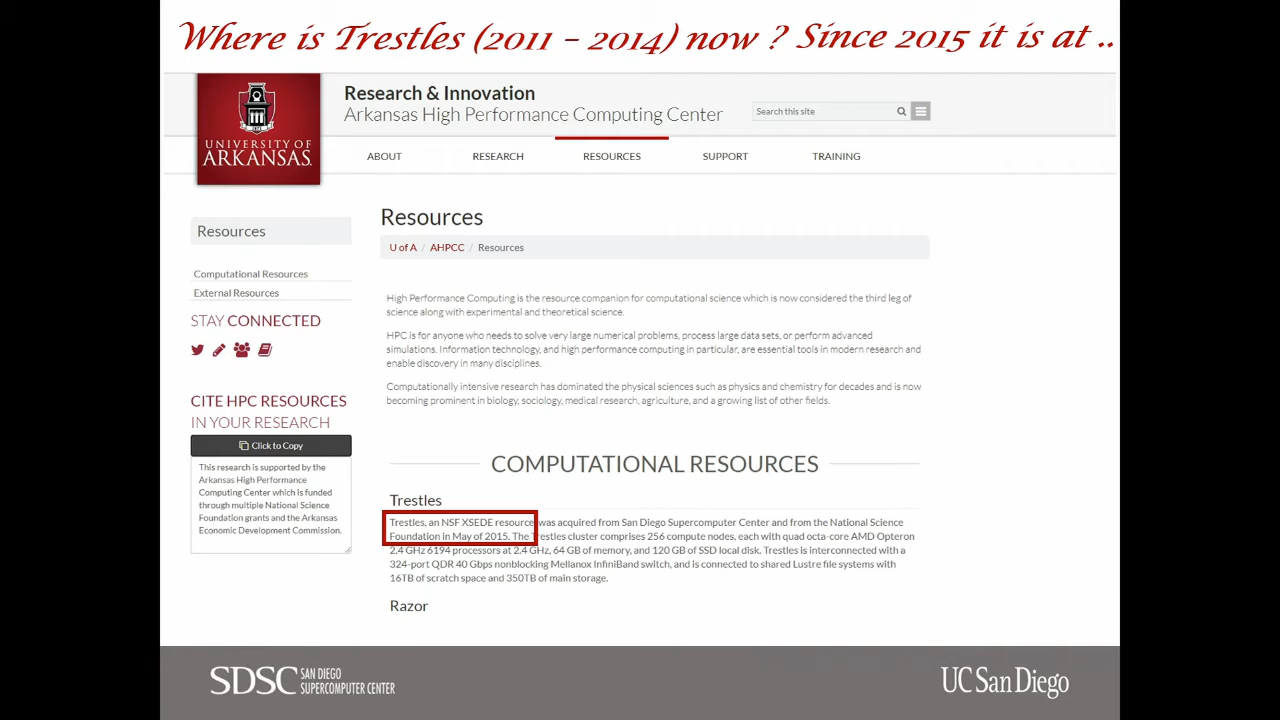 Where is Trestles (2011 – 2014) now ? Since 2015 it is at ..
UNIVERSITY OF
ARKANSAS
Research & Innovation
Arkansas High Performance Computing Center
Search this site
ABOUT RESEARCH RESOURCES SUPPORT TRAINING
Resources
Computational Resources
External Resources
STAY CONNECTED
CITE HPC RESOURCES
IN YOUR RESEARCH
Click to Copy
This research is supported by the
Arkansas High Performance
Computing Center which is funded
through multiple National Science
Foundation grants and the Arkansas
Economic Development Commission.
Resources
U of A / AHPCC / Resources
High Performance Computing is the resource companion for computational science which is now considered the third leg of
science along with experimental and theoretical science.
HPC is for anyone who needs to solve very large numerical problems, process large data sets, or perform advanced
simulations. Information technology, and high performance computing in particular, are essential tools in modern research and
enable discovery in many disciplines.
Computationally intensive research has dominated the physical sciences such as physics and chemistry for decades and is now
becoming prominent in biology, sociology, medical research, agriculture, and a growing list of other fields.
COMPUTATIONAL RESOURCES
Trestles
Trestles, an NSF XSEDE resource was acquired from San Diego Supercomputer Center and from the National Science
Foundation in May of 2015. The Trestles cluster comprises 256 compute nodes, each with quad octa-core AMD Opteron
2.4 GHz 6194 processors at 2.4 GHz, 64 GB of memory, and 120 GB of SSD local disk. Trestles is interconnected with a
324-port QDR 40 Gbps nonblocking Mellanox InfiniBand switch, and is connected to shared Lustre file systems with
16TB of scratch space and 350TB of main storage.
Razor
SDSC SAN DIEGO
SUPERCOMPUTER CENTER
UC San Diego